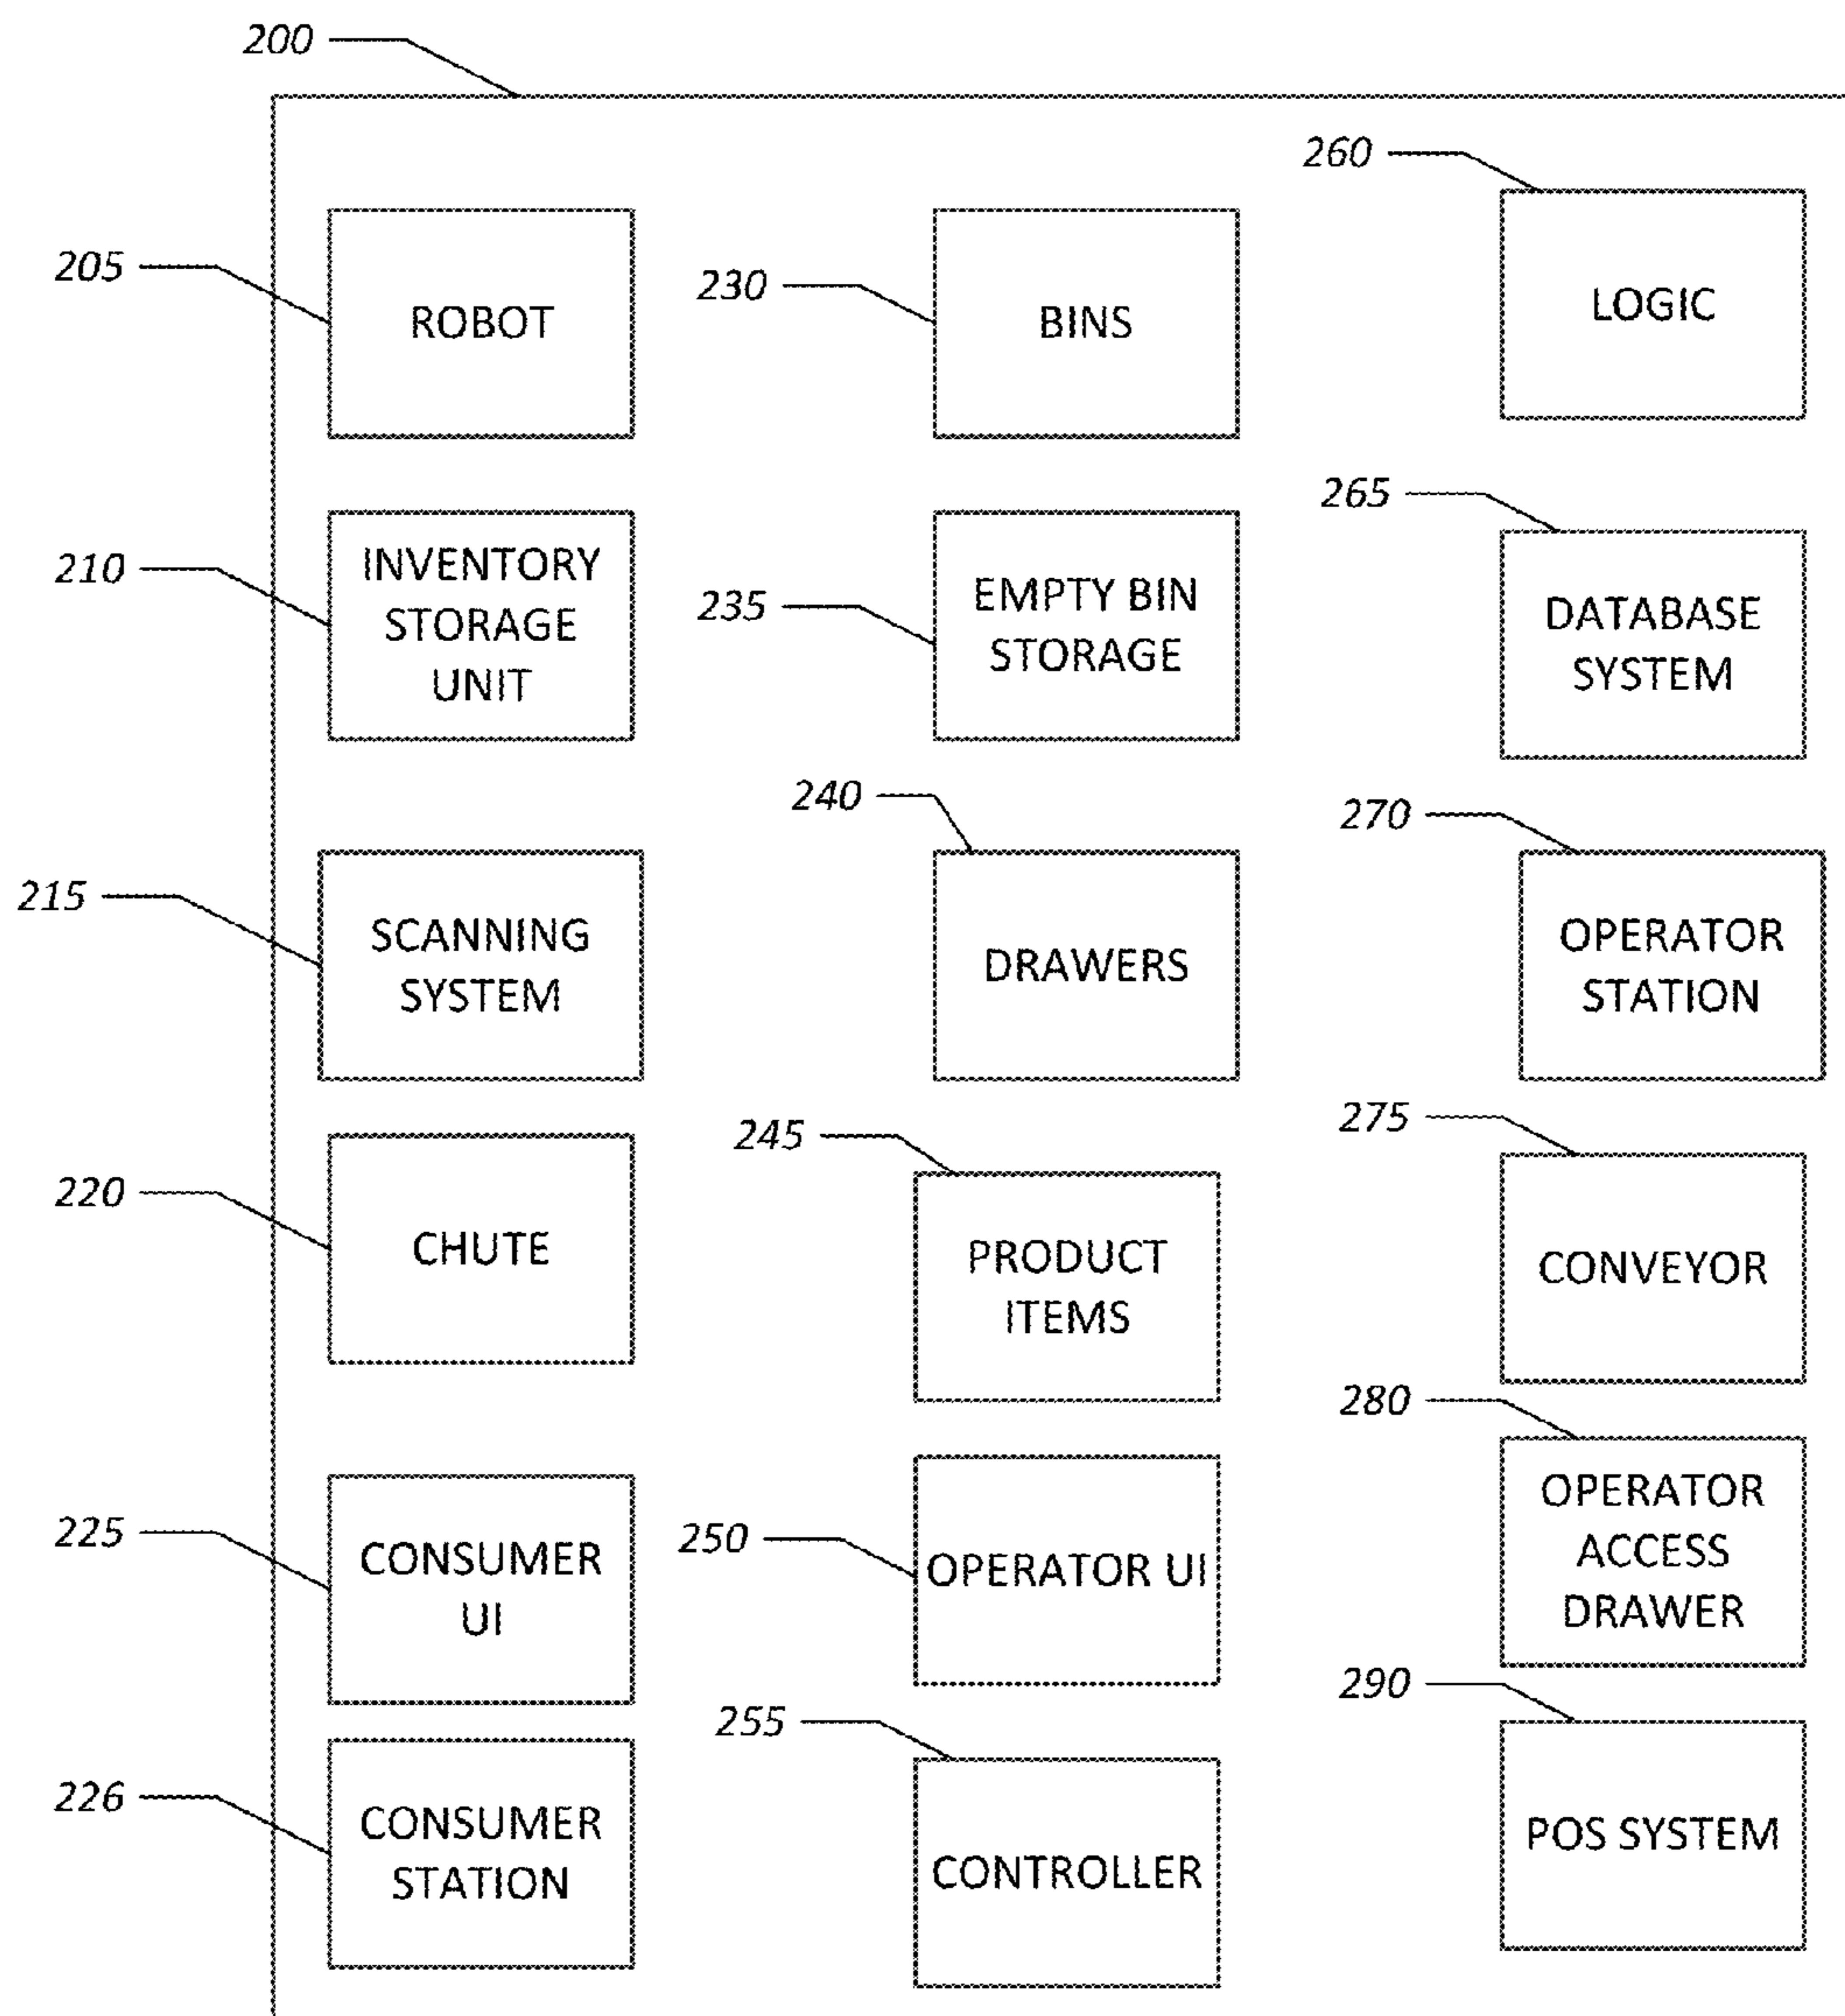 200
205
ROBOT
210
INVENTORY
STORAGE
UNIT
215
SCANNING
SYSTEM
220
CHUTE
225
CONSUMER
UI
226
CONSUMER
STATION
230
BINS
235
EMPTY BIN
STORAGE
240
DRAWERS
245
PRODUCT
ITEMS
250
OPERATOR UI
255
CONTROLLER
260
LOGIC
265
DATABASE
SYSTEM
270
OPERATOR
STATION
275
CONVEYOR
280
OPERATOR
ACCESS
DRAWER
290
POS SYSTEM